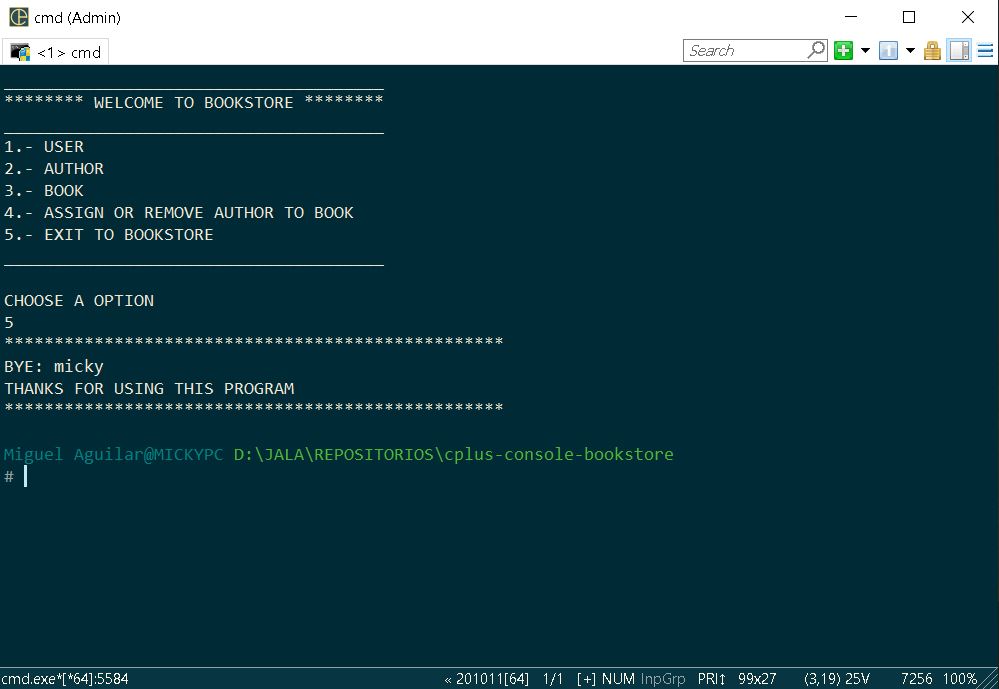 cmd (Admin)
<1> cmd
Search
_______________________________________
******** WELCOME TO BOOKSTORE ********
_______________________________________
1.- USER
2.- AUTHOR
3.- BOOK
4.- ASSIGN OR REMOVE AUTHOR TO BOOK
5.- EXIT TO BOOKSTORE
_______________________________________
CHOOSE A OPTION
5
**************************************************
BYE: micky
THANKS FOR USING THIS PROGRAM
**************************************************
Miguel Aguilar@MICKYPC D:\JALA\REPOSITORIOS\cplus-console-bookstore
#
cmd.exe*[*64]:5584 « 201011[64] 1/1 [+] NUM InpGrp PRI↕ 99x27 (3,19) 25V 7256 100%